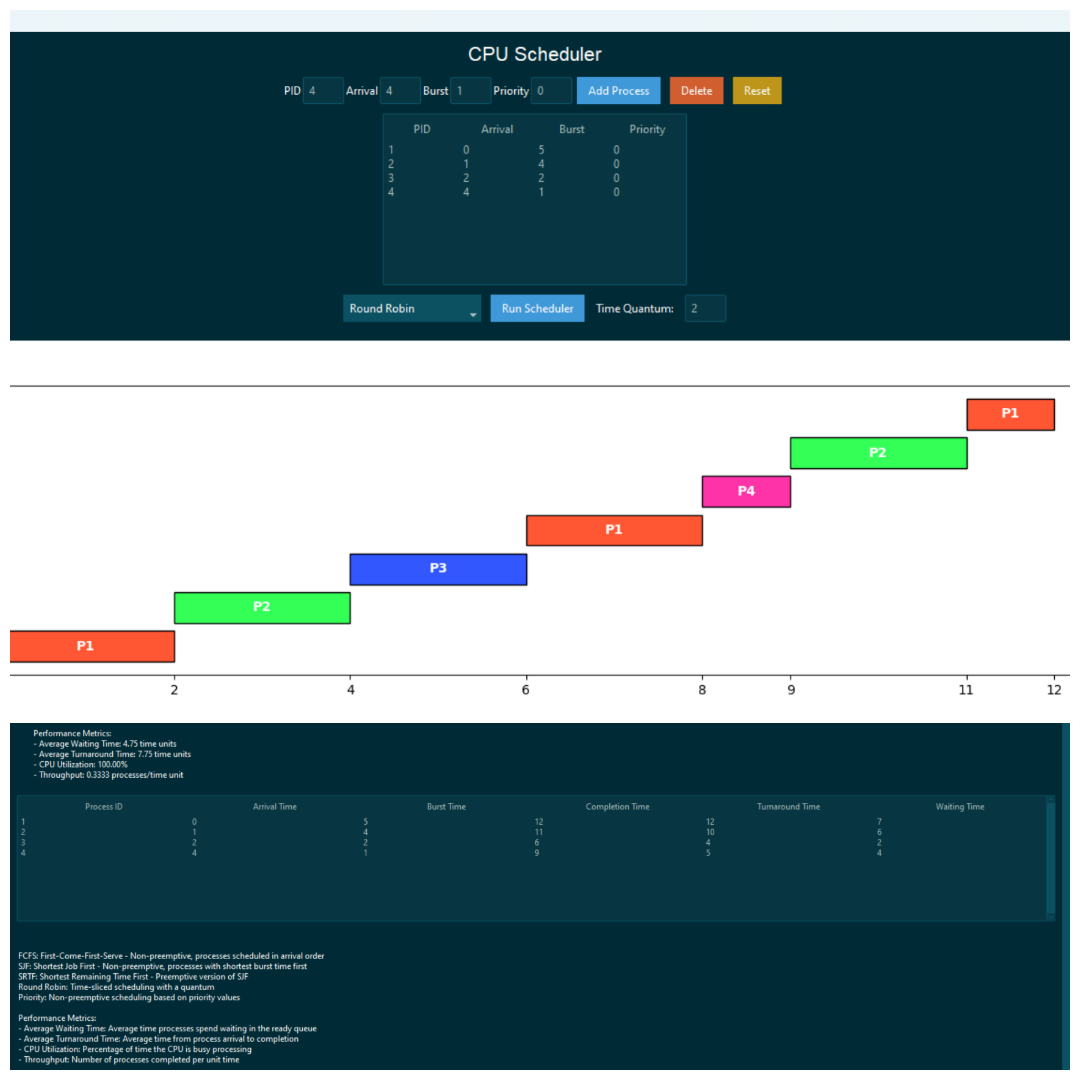 CPU Scheduler
PID 4 Arrival 4 Burst 1 Priority 0 Add Process Delete Reset
PID Arrival Burst Priority
1 0 5 0
2 1 4 0
3 2 2 0
4 4 1 0
Round Robin Run Scheduler Time Quantum: 2
P1
P2
P4
P1
P3
P2
P1
2 4 6 8 9 11 12
Performance Metrics:
- Average Waiting Time: 4.75 time units
- Average Turnaround Time: 7.75 time units
- CPU Utilization: 100.00%
- Throughput: 0.3333 processes/time unit
Process ID Arrival Time Burst Time Completion Time Turnaround Time Waiting Time
1 0 5 12 12 7
2 1 4 11 10 6
3 2 2 6 4 2
4 4 1 9 5 4
FCFS: First-Come-First-Serve - Non-preemptive, processes scheduled in arrival order
SJF: Shortest Job First - Non-preemptive, processes with shortest burst time first
SRTF: Shortest Remaining Time First - Preemptive version of SJF
Round Robin: Time-sliced scheduling with a quantum
Priority: Non-preemptive scheduling based on priority values
Performance Metrics:
- Average Waiting Time: Average time processes spend waiting in the ready queue
- Average Turnaround Time: Average time from process arrival to completion
- CPU Utilization: Percentage of time the CPU is busy processing
- Throughput: Number of processes completed per unit time